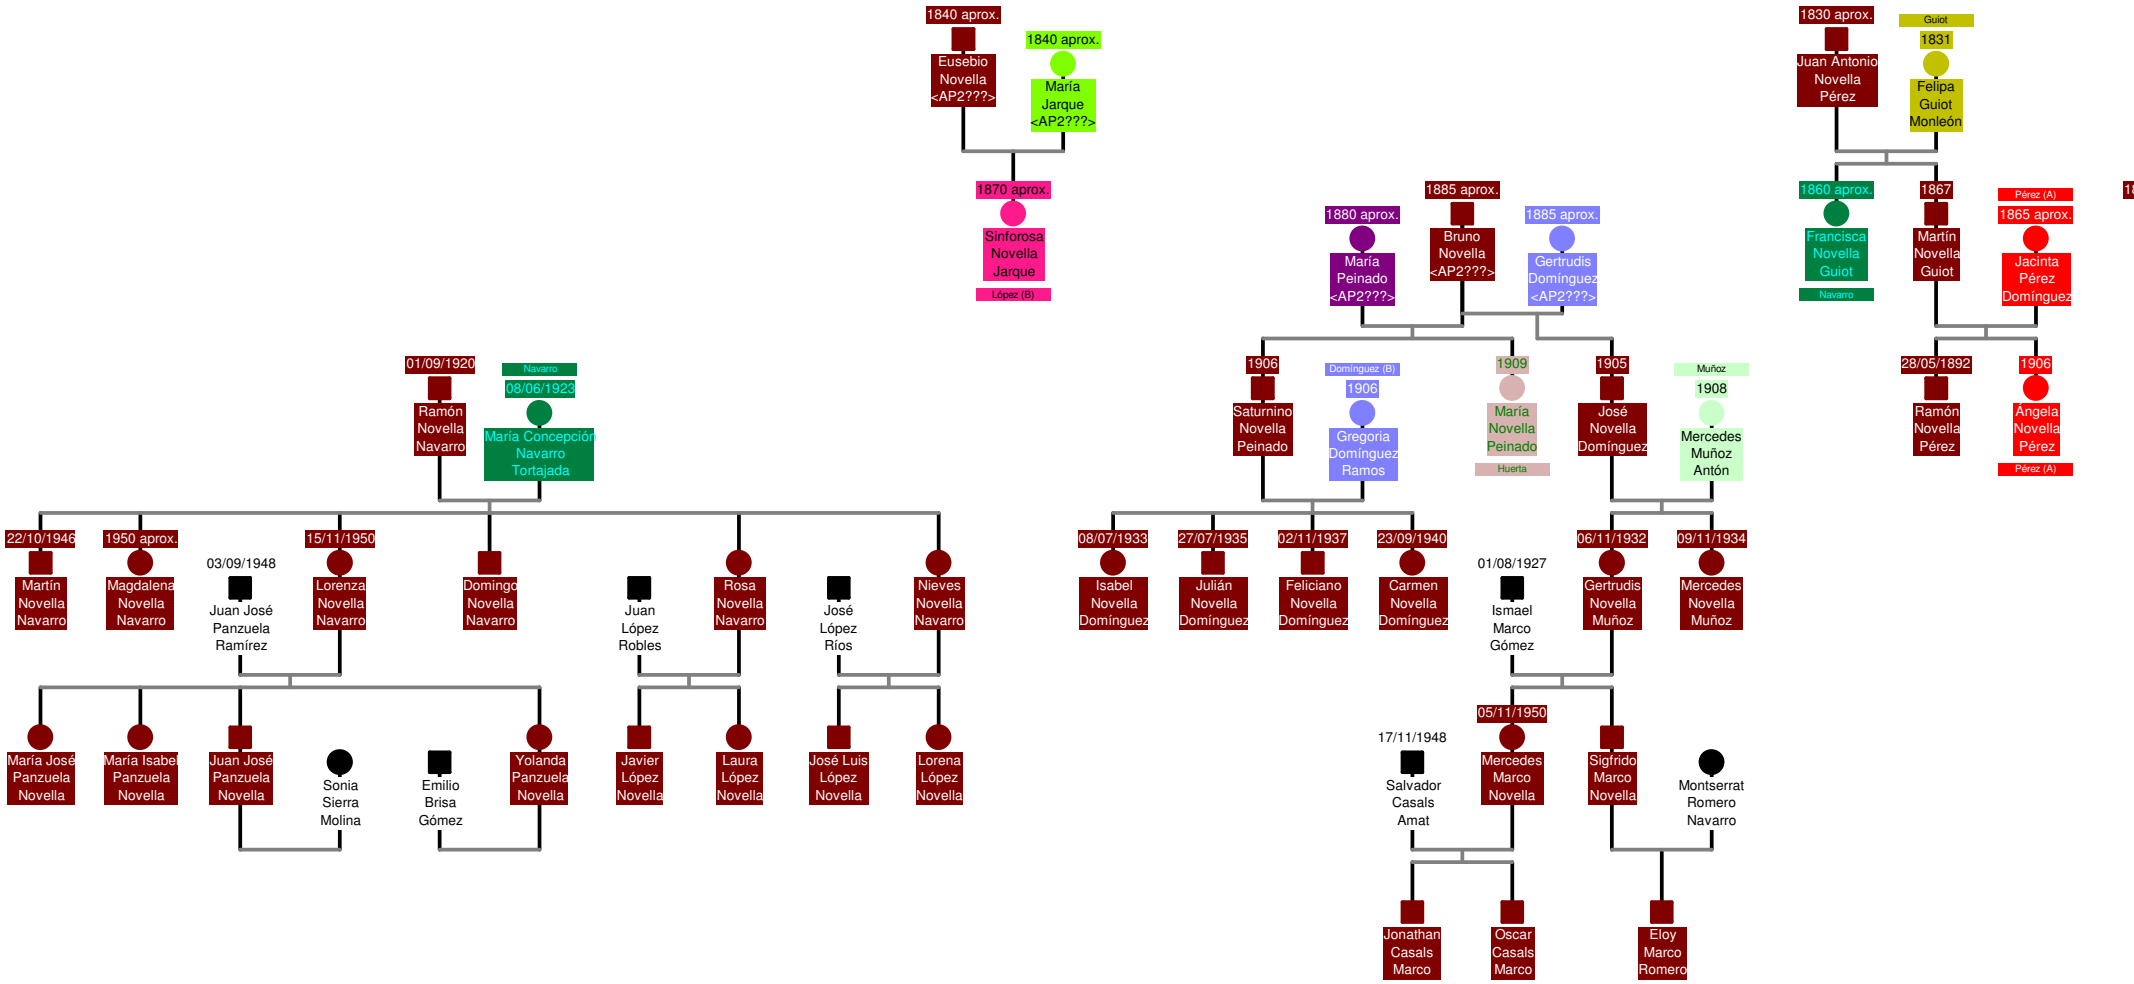 1840 aprox.
Eusebio
Novella
<AP2???>
1840 aprox.
María
Jarque
<AP2???>
1870 aprox.
Sinforosa
Novella
Jarque
López (B)
1830 aprox.
Juan Antonio
Novella
Pérez
Guiot
1831
Felipa
Guiot
Monleón
1860 aprox.
Francisca
Novella
Guiot
Navarro
1867
Martín
Novella
Guiot
Pérez (A)
1865 aprox.
Jacinta
Pérez
Domínguez
28/05/1892
Ramón
Novella
Pérez
1906
Ángela
Novella
Pérez
Pérez (A)
1880 aprox.
María
Peinado
<AP2???>
1885 aprox.
Bruno
Novella
<AP2???>
1885 aprox.
Gertrudis
Domínguez
<AP2???>
1906
Saturnino
Novella
Peinado
Domínguez (B)
1906
Gregoria
Domínguez
Ramos
1909
María
Novella
Peinado
Huerta
1905
José
Novella
Domínguez
Muñoz
1908
Mercedes
Muñoz
Antón
01/09/1920
Ramón
Novella
Navarro
Navarro
08/06/1923
María Concepción
Navarro
Tortajada
22/10/1946
Martín
Novella
Navarro
1950 aprox.
Magdalena
Novella
Navarro
03/09/1948
Juan José
Panzuela
Ramírez
15/11/1950
Lorenza
Novella
Navarro
Domingo
Novella
Navarro
Juan
López
Robles
Rosa
Novella
Navarro
José
López
Ríos
Nieves
Novella
Navarro
08/07/1933
Isabel
Novella
Domínguez
27/07/1935
Julián
Novella
Domínguez
02/11/1937
Feliciano
Novella
Domínguez
23/09/1940
Carmen
Novella
Domínguez
01/08/1927
Ismael
Marco
Gómez
06/11/1932
Gertrudis
Novella
Muñoz
09/11/1934
Mercedes
Novella
Muñoz
María José
Panzuela
Novella
María Isabel
Panzuela
Novella
Juan José
Panzuela
Novella
Sonia
Sierra
Molina
Emilio
Brisa
Gómez
Yolanda
Panzuela
Novella
Javier
López
Novella
Laura
López
Novella
José Luis
López
Novella
Lorena
López
Novella
17/11/1948
Salvador
Casals
Amat
05/11/1950
Mercedes
Marco
Novella
Sigfrido
Marco
Novella
Montserrat
Romero
Navarro
Jonathan
Casals
Marco
Oscar
Casals
Marco
Eloy
Marco
Romero